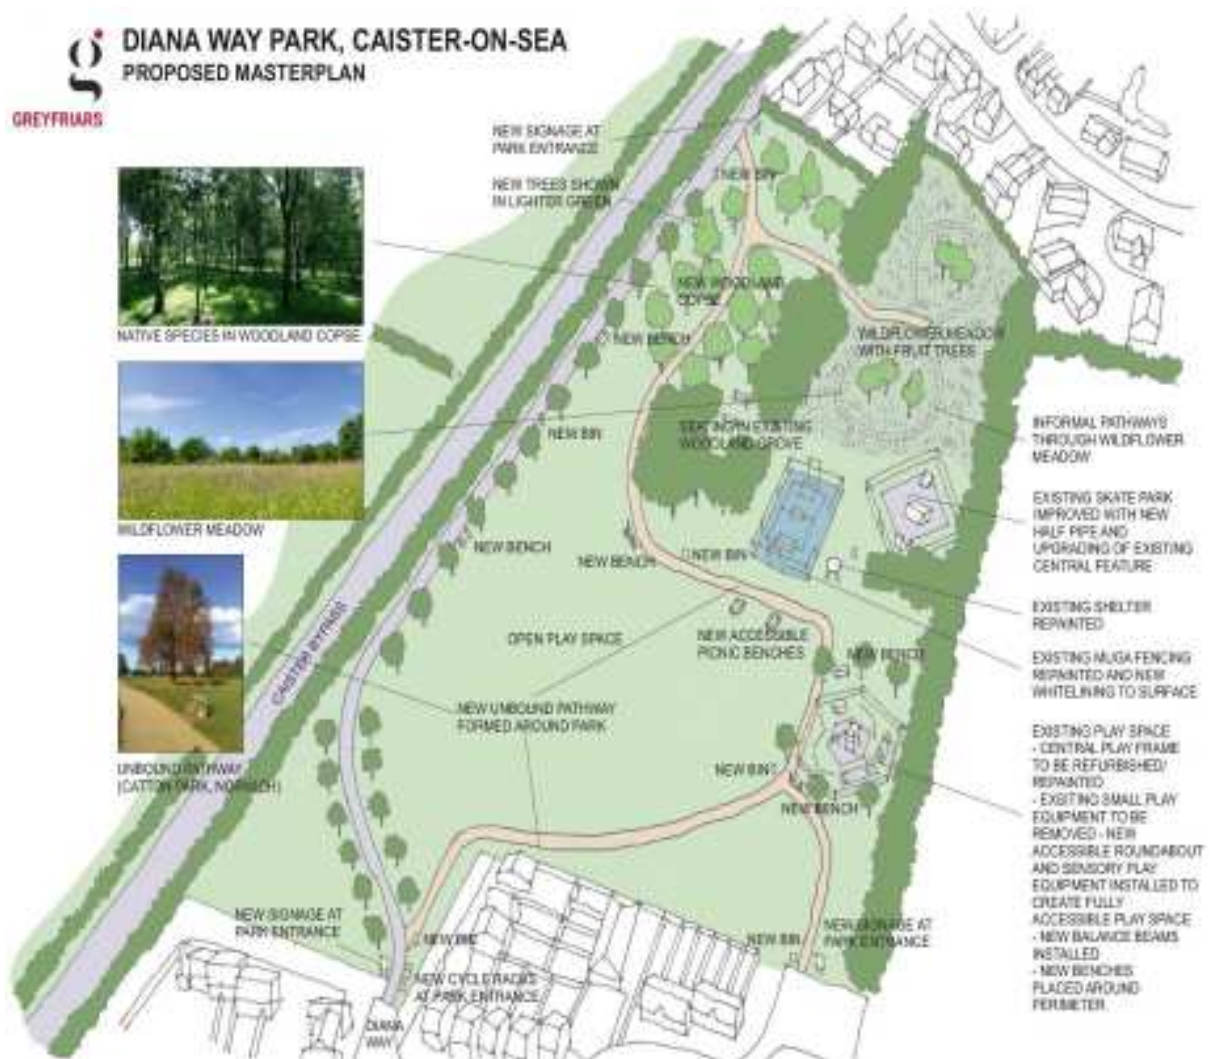 DIANA WAY PARK, CAISTER-ON-SEA
PROPOSED MASTERPLAN
g
GREYFRIARS
NEW SIGNAGE AT
PARK ENTRANCE
NEW BIN
NEW TREES SHOWN
IN LIGHTER GREEN
NATIVE SPECIES IN WOODLAND COPSE
NEW WOODLAND
COPSE
NEW BENCH
WILDFLOWER MEADOW
WITH FRUIT TREES
WILDFLOWER MEADOW
NEW BIN
SEATING IN EXISTING
WOODLAND GROVE
INFORMAL PATHWAYS
THROUGH WILDFLOWER
MEADOW
EXISTING SKATE PARK
IMPROVED WITH NEW
HALF PIPE AND
UPGRADING OF EXISTING
CENTRAL FEATURE
NEW BENCH
NEW BENCH
NEW BIN
EXISTING SHELTER
REPAINTED
CAISTER BYPASS
OPEN PLAY SPACE
NEW ACCESSIBLE
PICNIC BENCHES
NEW BENCH
EXISTING MUGA FENCING
REPAINTED AND NEW
WHITELINING TO SURFACE
NEW UNBOUND PATHWAY
FORMED AROUND PARK
UNBOUND PATHWAY
(CATTON PARK, NORWICH)
NEW BIN
NEW BENCH
EXISTING PLAY SPACE
- CENTRAL PLAY FRAME
TO BE REFURBISHED/
REPAINTED
- EXSITING SMALL PLAY
EQUIPMENT TO BE
REMOVED - NEW
ACCESSIBLE ROUNDABOUT
AND SENSORY PLAY
EQUIPMENT INSTALLED TO
CREATE FULLY
ACCESSIBLE PLAY SPACE
- NEW BALANCE BEAMS
INSTALLED
- NEW BENCHES
PLACED AROUND
PERIMETER.
NEW SIGNAGE AT
PARK ENTRANCE
NEW BIN
NEW BIN
NEW SIGNAGE AT
PARK ENTRANCE
NEW CYCLE RACKS
AT PARK ENTRANCE
DIANA
WAY